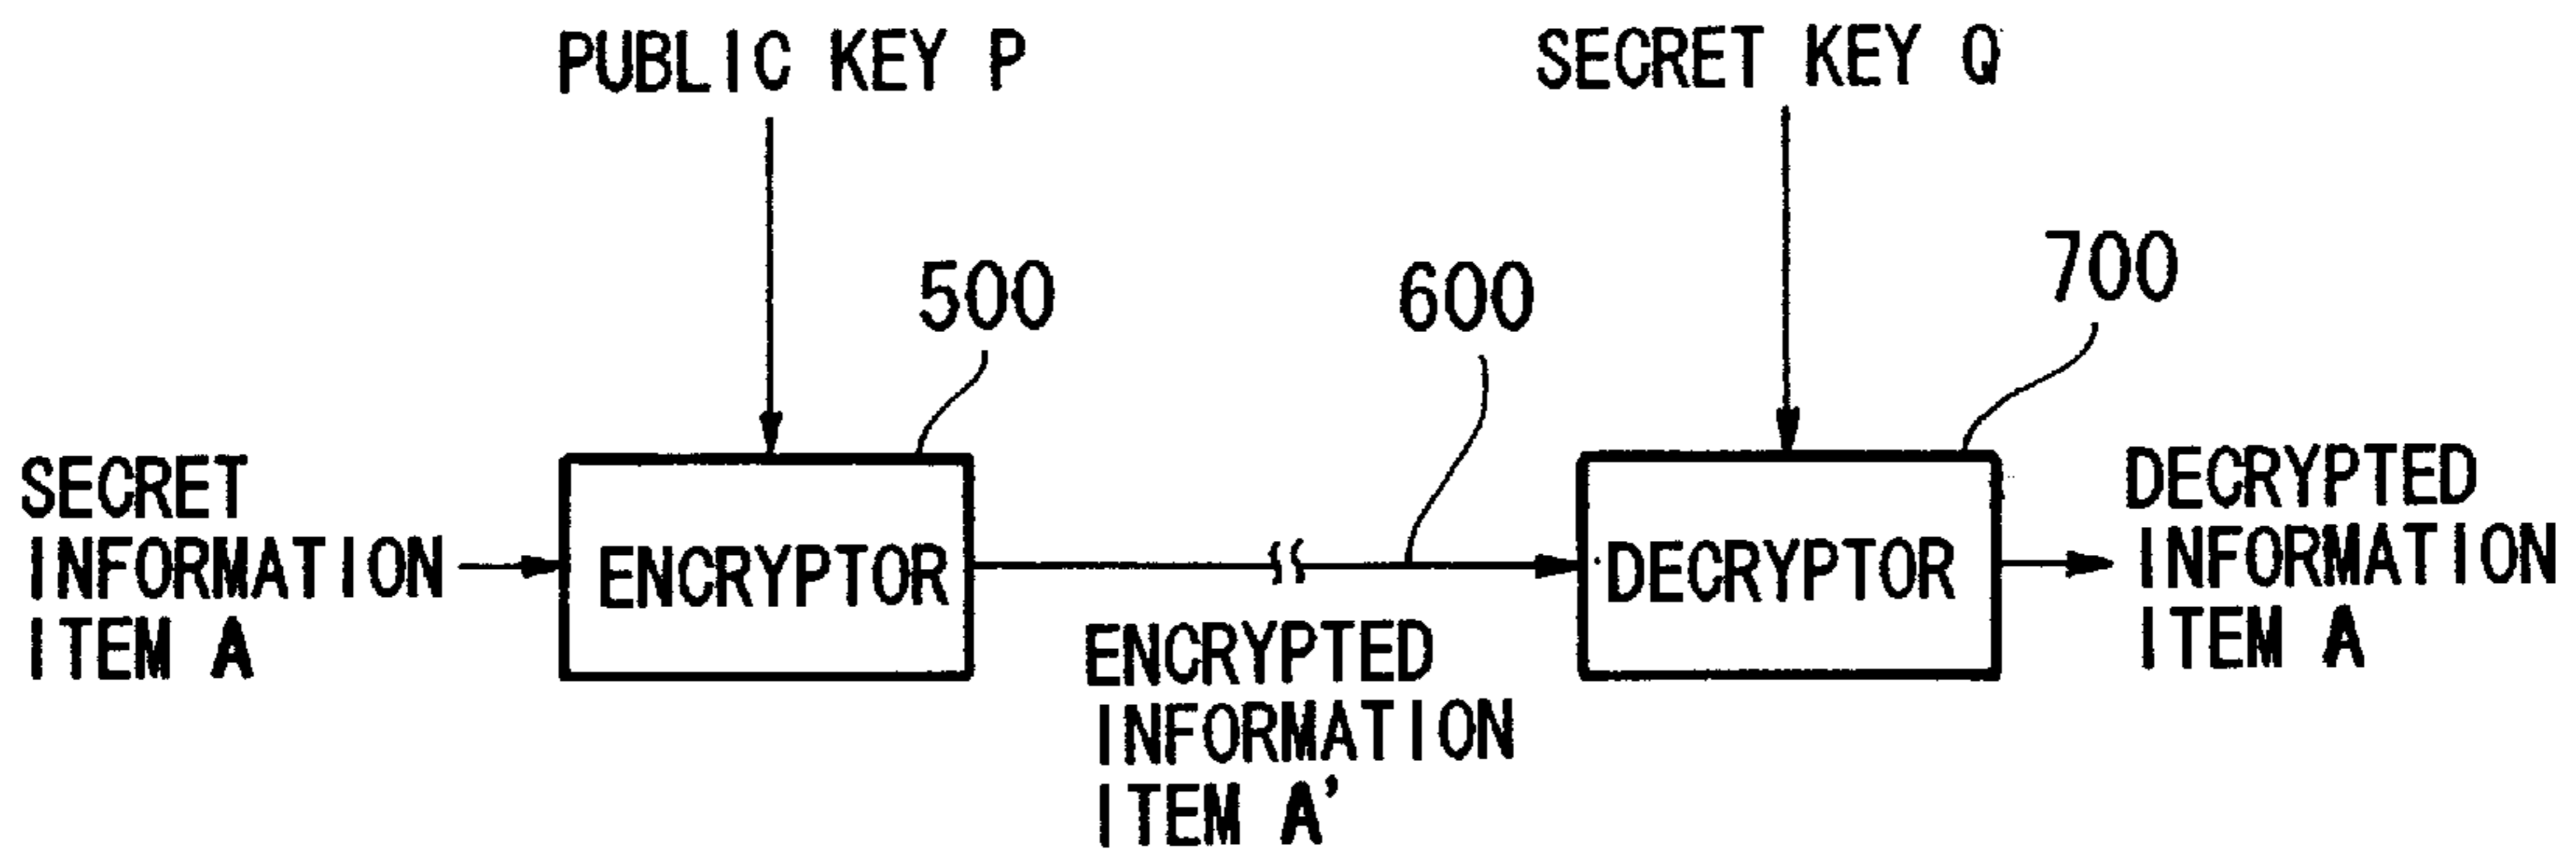 PUBLIC KEY P
SECRET KEY Q
500
600
700
SECRET
INFORMATION
ITEM A
ENCRYPTOR
ENCRYPTED
INFORMATION
ITEM A'
DECRYPTOR
DECRYPTED
INFORMATION
ITEM A